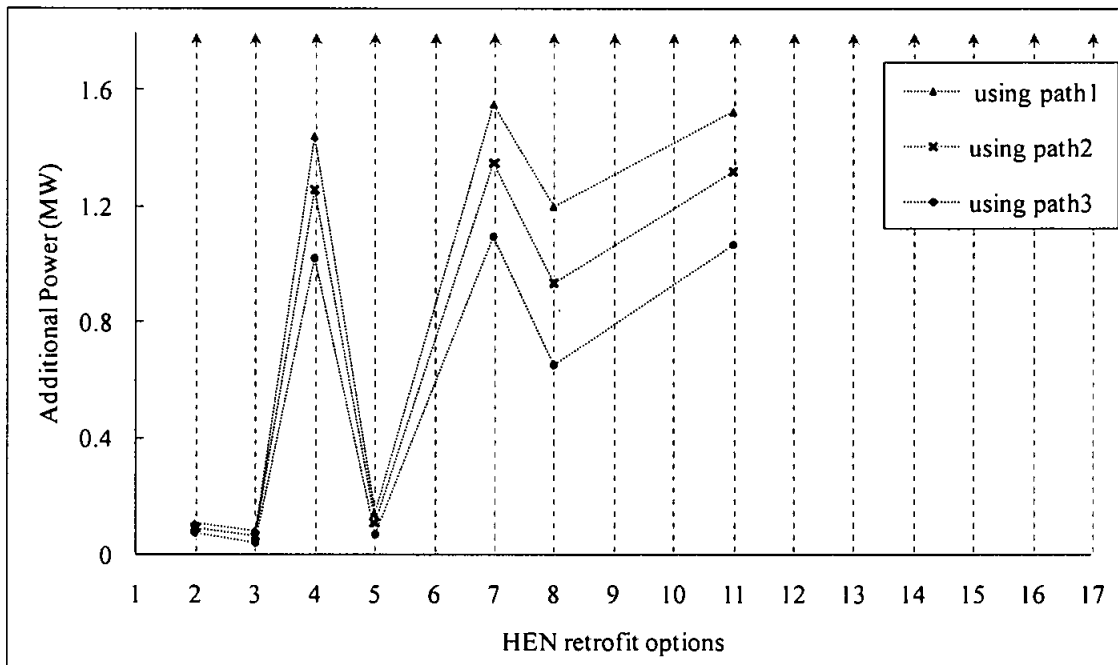 Additional Power (MW)
1.6
1.2
0.8
0.4
0
1 2 3 4 5 6 7 8 9 10 11 12 13 14 15 16 17
HEN retrofit options
using path1
using path2
using path3